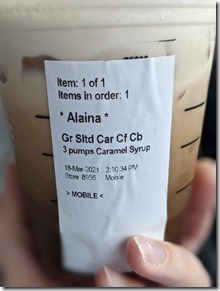 Item: 1 of 1
Items in order: 1
* Alaina *
Gr Sltd Car Cf Cb
3 pumps Caramel Syrup
18-Mar-2021 3:10:34 PM
Store 8956 Mobile
> MOBILE <